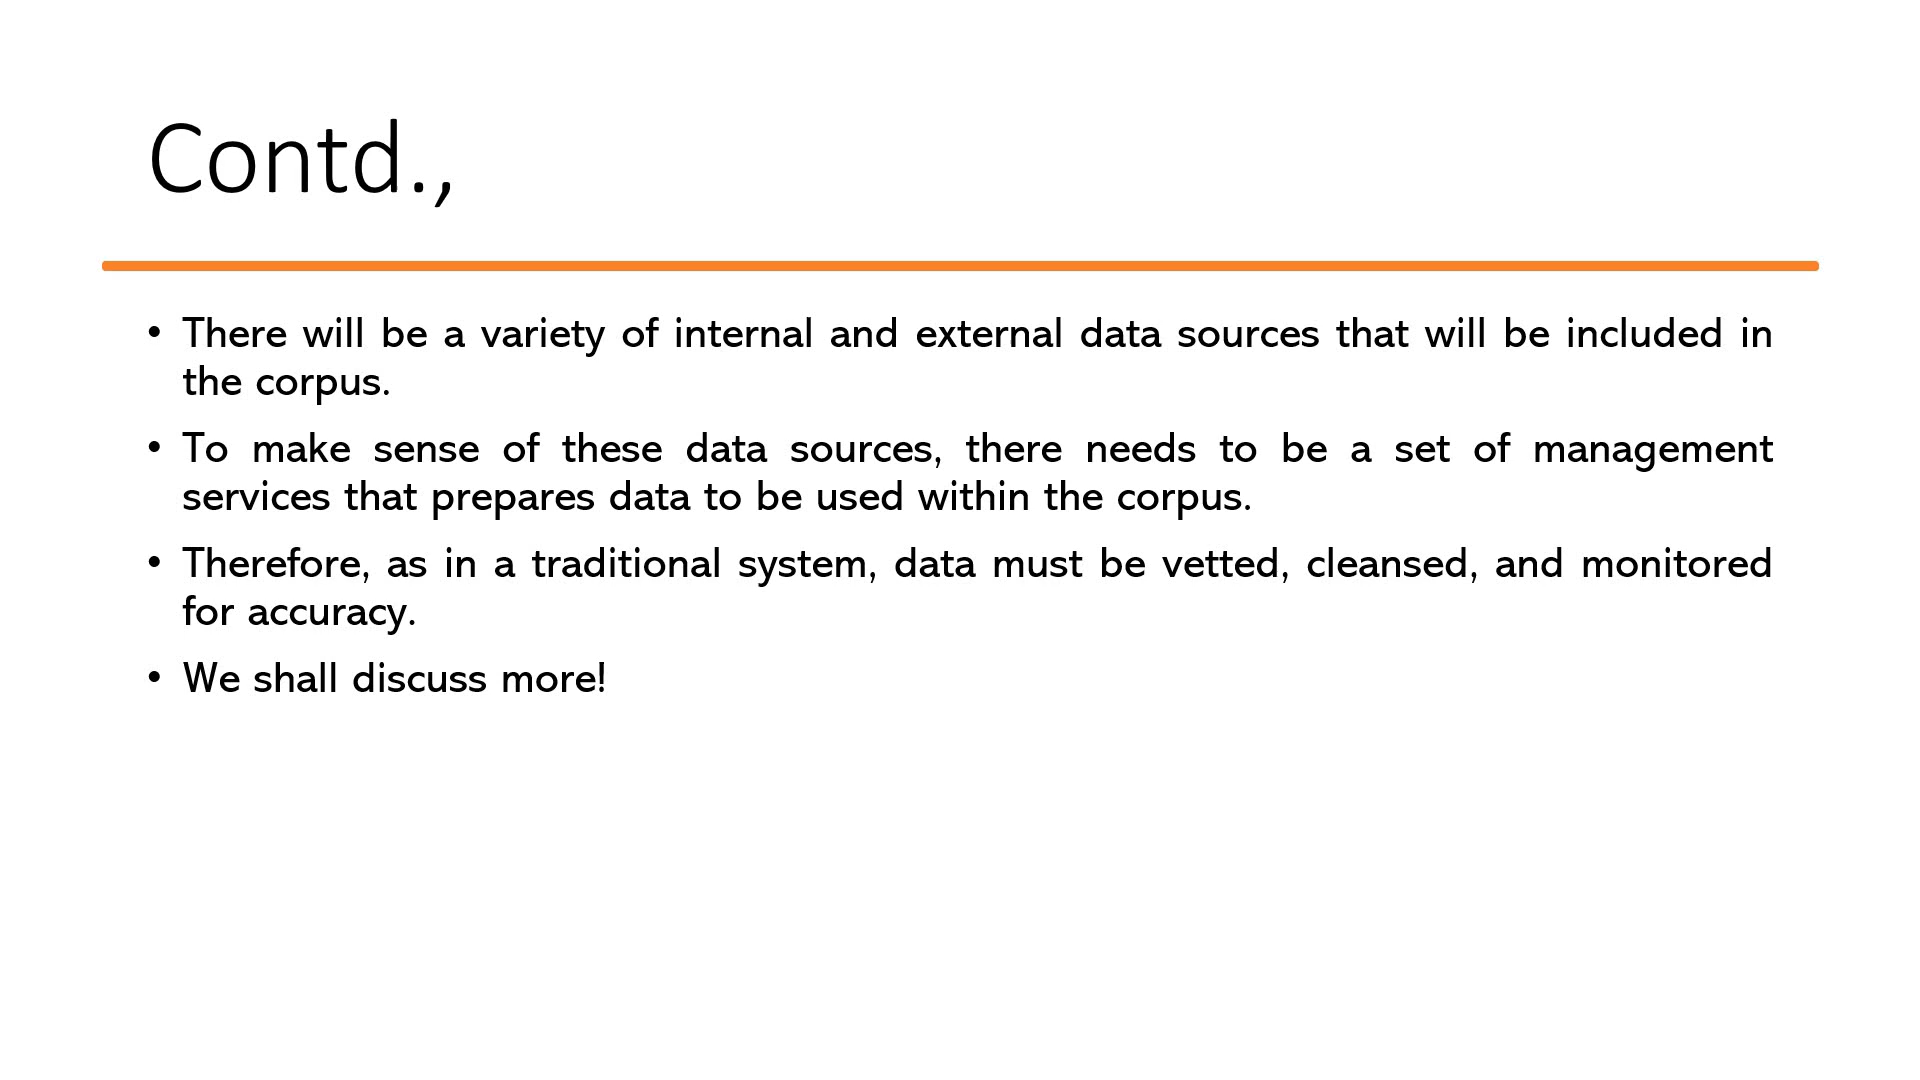 Contd.,
• There will be a variety of internal and external data sources that will be included in
the corpus.
• To make sense of these data sources, there needs to be a set of management
services that prepares data to be used within the corpus.
• Therefore, as in a traditional system, data must be vetted, cleansed, and monitored
for accuracy.
• We shall discuss more!